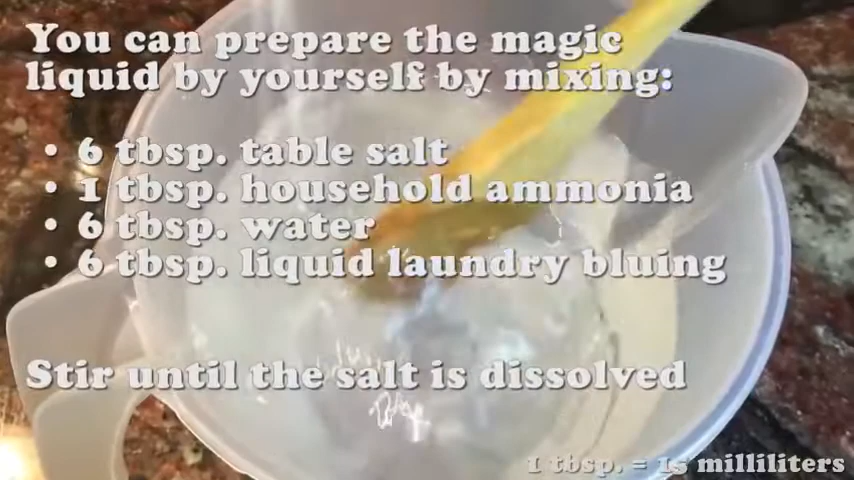 You can prepare the magic
liquid by yourself by mixing:
• 6 tbsp. table salt
• 1 tbsp. household ammonia
• 6 tbsp. water
• 6 tbsp. liquid laundry bluing
Stir until the salt is dissolved
1 tbsp. = 15 milliliters